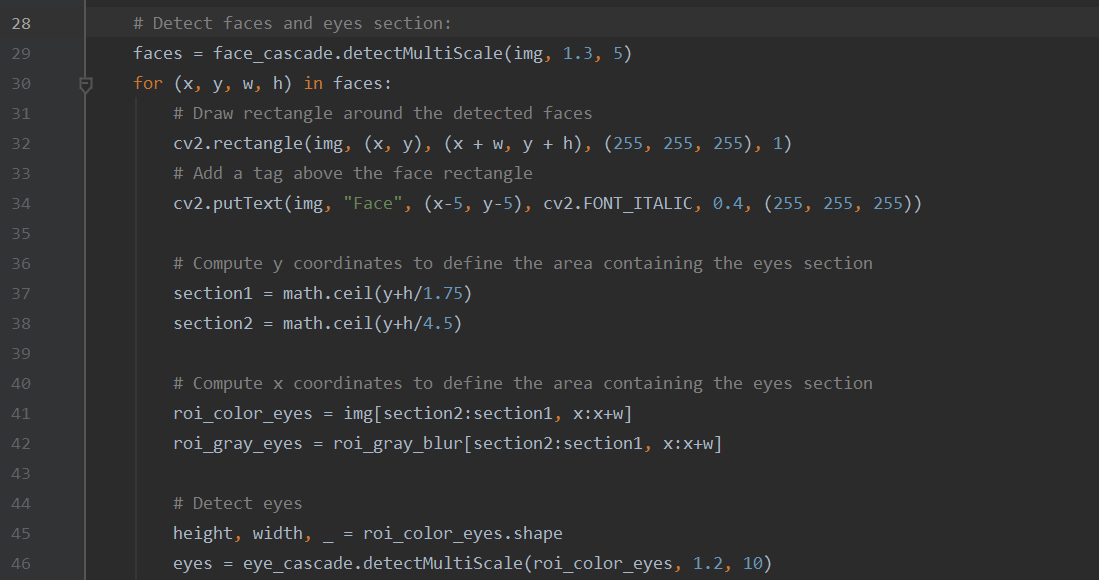 28 # Detect faces and eyes section:
29 faces = face_cascade.detectMultiScale(img, 1.3, 5)
30 for (x, y, w, h) in faces:
31 # Draw rectangle around the detected faces
32 cv2.rectangle(img, (x, y), (x + w, y + h), (255, 255, 255), 1)
33 # Add a tag above the face rectangle
34 cv2.putText(img, "Face", (x-5, y-5), cv2.FONT_ITALIC, 0.4, (255, 255, 255))
35
36 # Compute y coordinates to define the area containing the eyes section
37 section1 = math.ceil(y+h/1.75)
38 section2 = math.ceil(y+h/4.5)
39
40 # Compute x coordinates to define the area containing the eyes section
41 roi_color_eyes = img[section2:section1, x:x+w]
42 roi_gray_eyes = roi_gray_blur[section2:section1, x:x+w]
43
44 # Detect eyes
45 height, width, _ = roi_color_eyes.shape
46 eyes = eye_cascade.detectMultiScale(roi_color_eyes, 1.2, 10)